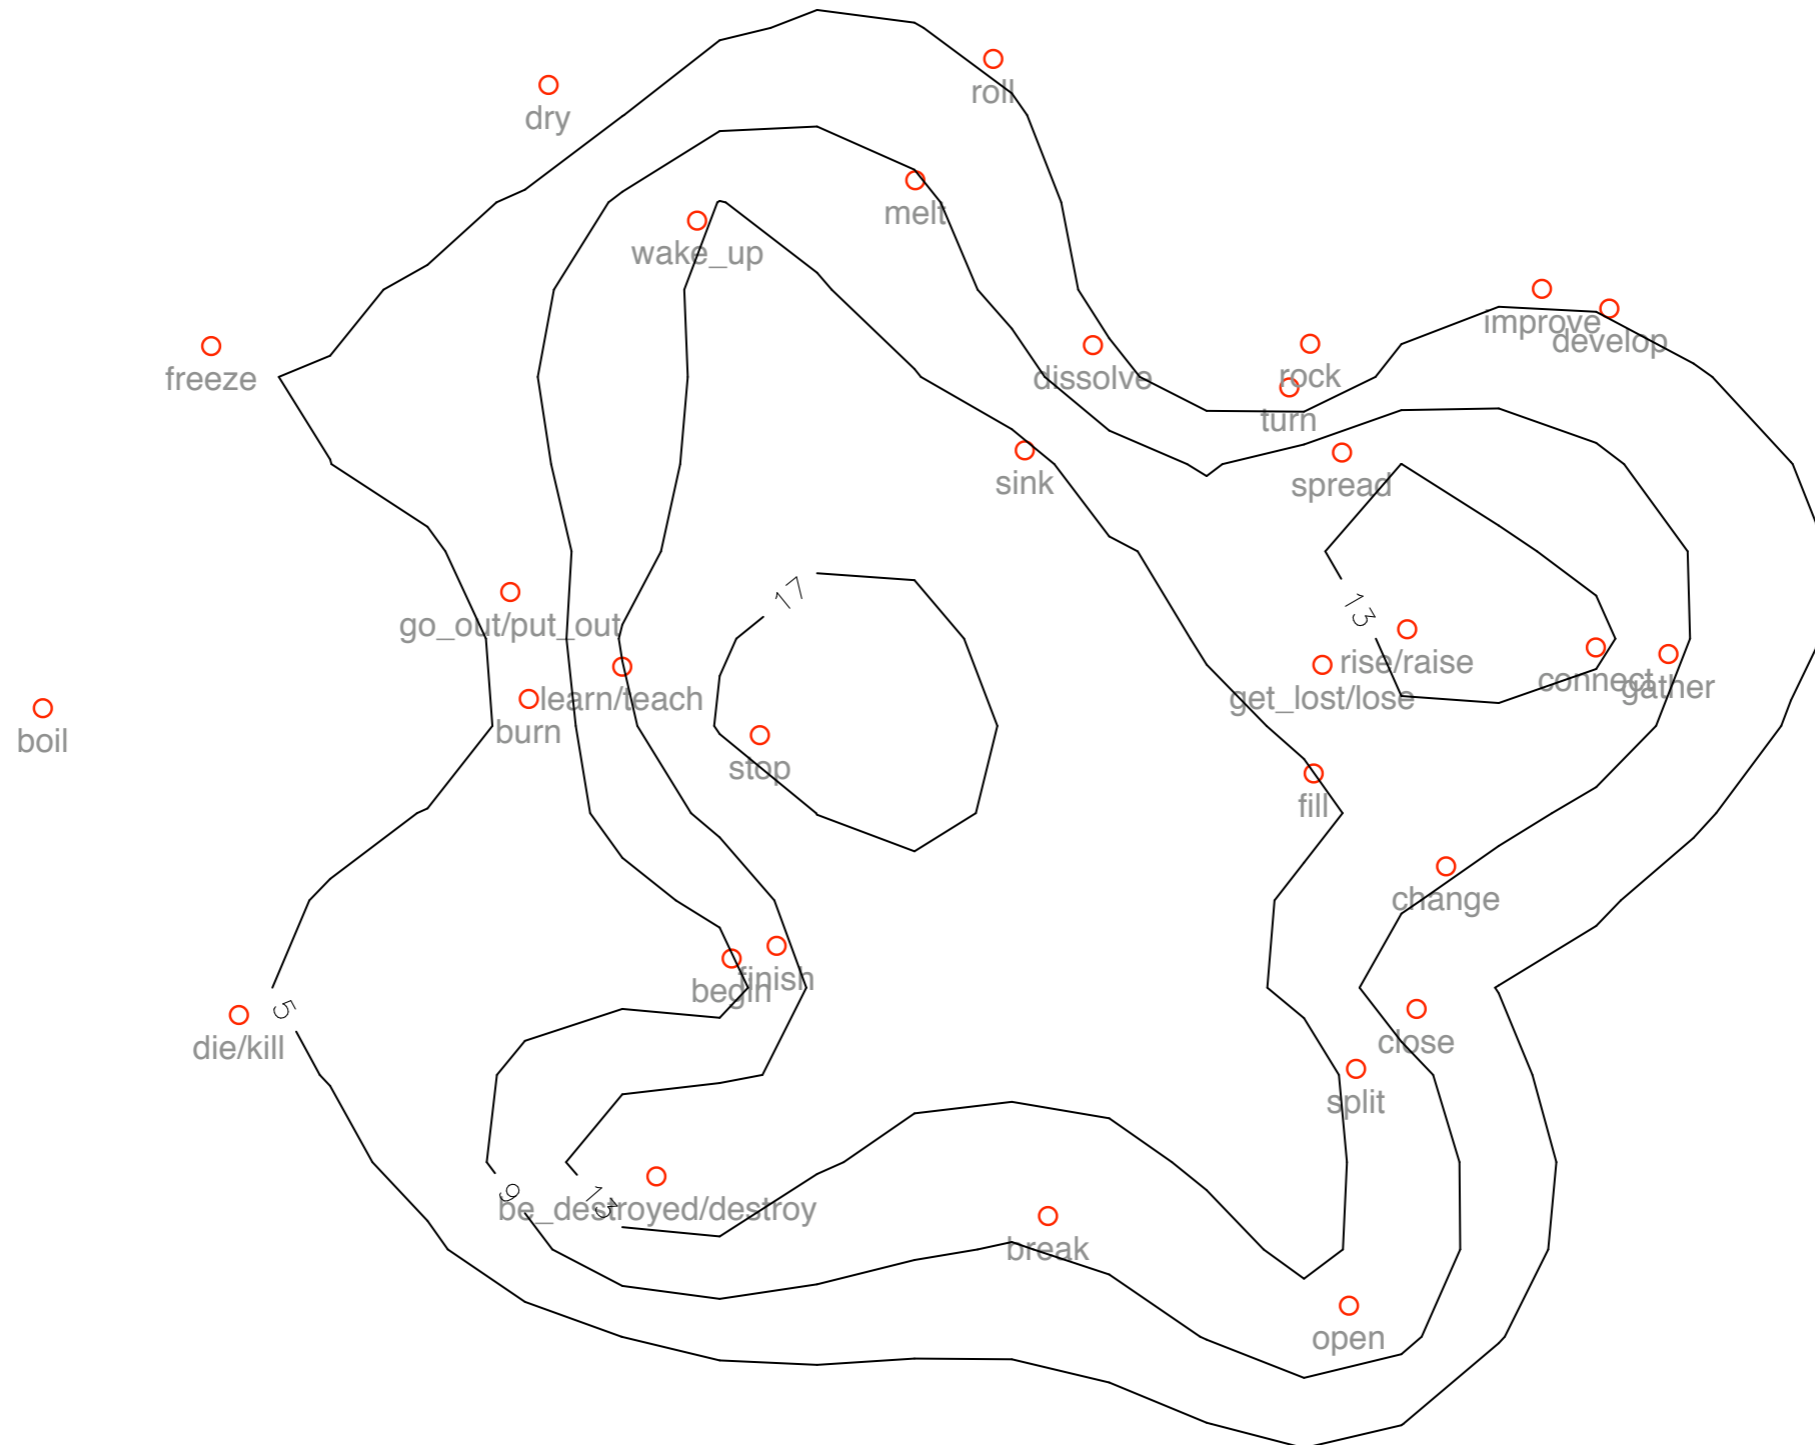 dry
roll
melt
wake_up
improve
develop
freeze
dissolve
rock
turn
sink
spread
17
13
go_out/put_out
rise/raise
connect
gather
learn/teach
get_lost/lose
burn
boil
stop
fill
change
begin
finish
5
die/kill
close
split
9
13
be_destroyed/destroy
break
open